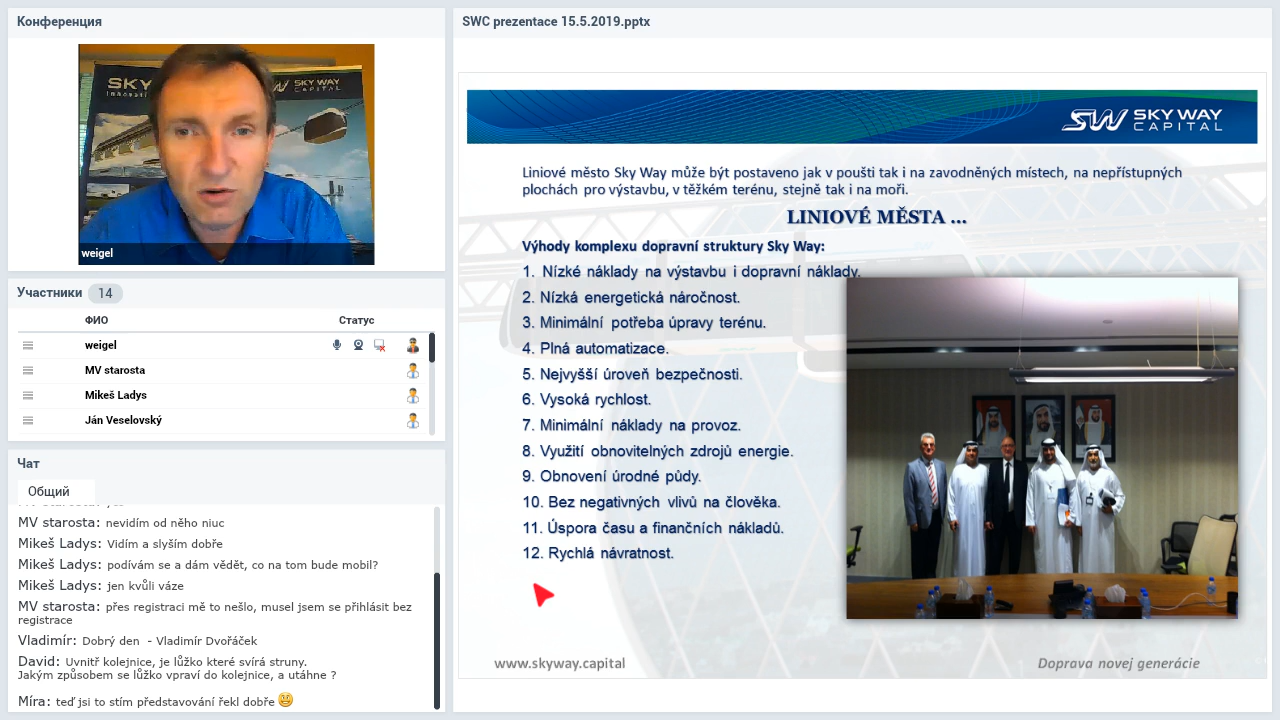 Конференция
SKY
innovati
SKY WAY
CAPITAL
weigel
Участники 14
ФИО Статус
weigel
MV starosta
Mikeš Ladys
Ján Veselovský
Чат
Общий
MV starosta: nevidím od něho niuc
Mikeš Ladys: Vidím a slyším dobře
Mikeš Ladys: podívám se a dám vědět, co na tom bude mobil?
Mikeš Ladys: jen kvůli váze
MV starosta: přes registraci mě to nešlo, musel jsem se přihlásit bez
registrace
Vladimír: Dobrý den - Vladimír Dvořáček
David: Uvnitř kolejnice, je lůžko které svírá struny.
Jakým způsobem se lůžko vpraví do kolejnice, a utáhne ?
Míra: teď jsi to stím představování řekl dobře
SWC prezentace 15.5.2019.pptx
SW SKY WAY
CAPITAL
Liniové město Sky Way může být postaveno jak v poušti tak i na zavodněných místech, na nepřístupných
plochách pro výstavbu, v těžkém terénu, stejně tak i na moři.
LINIOVÉ MĚSTA ...
Výhody komplexu dopravní struktury Sky Way:
1. Nízké náklady na výstavbu i dopravní náklady.
2. Nízká energetická náročnost.
3. Minimální potřeba úpravy terénu.
4. Plná automatizace.
5. Nejvyšší úroveň bezpečnosti.
6. Vysoká rychlost.
7. Minimální náklady na provoz.
8. Využití obnovitelných zdrojů energie.
9. Obnovení úrodné půdy.
10. Bez negativných vlivů na člověka.
11. Úspora času a finančních nákladů.
12. Rychlá návratnost.
www.skyway.capital
Doprava novej generácie